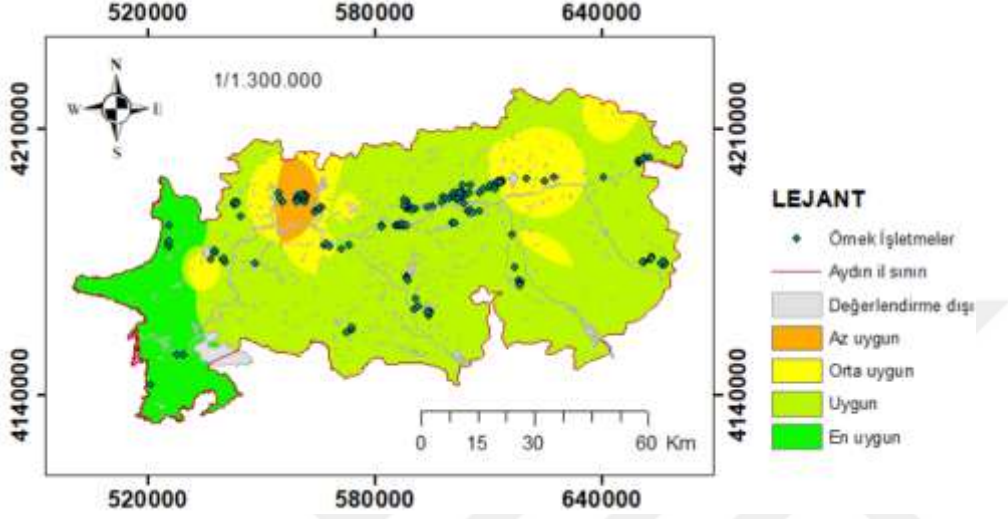 520000 580000 640000
N
W E
S
1/1.300.000
4210000 4210000
4140000 4140000
0 15 30 60 Km
520000 580000 640000
LEJANT
Örnek İşletmeler
Aydın il sınırı
Değerlendirme dışı
Az uygun
Orta uygun
Uygun
En uygun